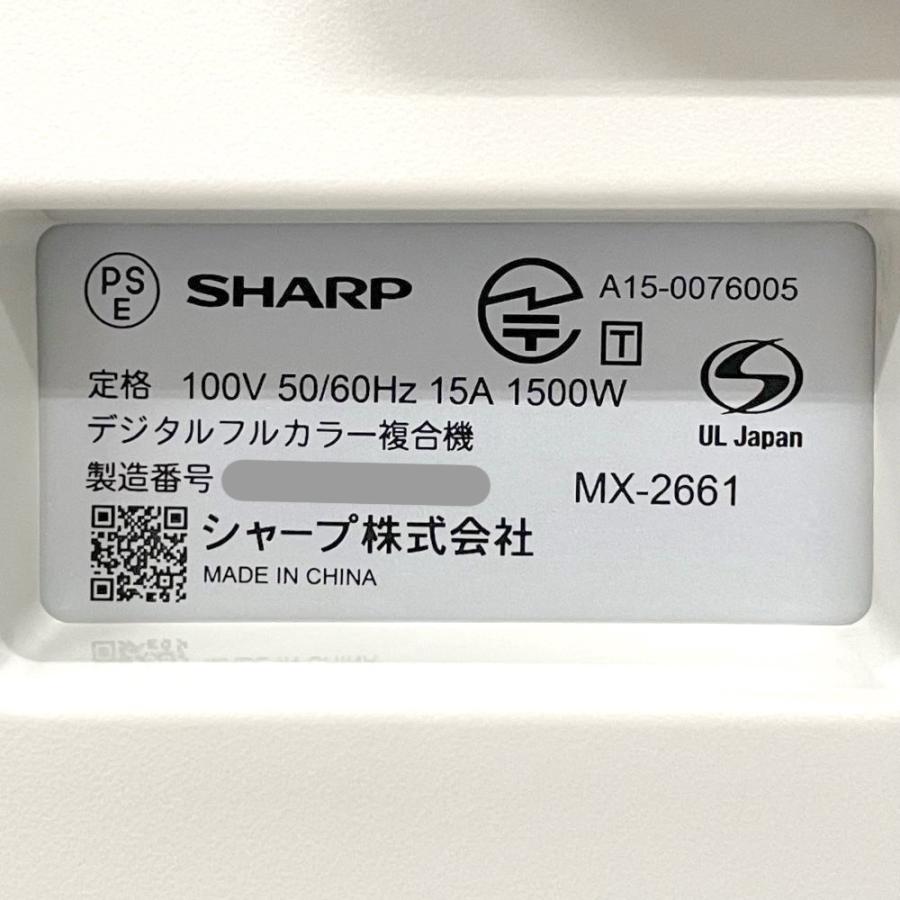 PS
E
SHARP
A15-0076005
T
定格 100V 50/60Hz 15A 1500W
S
UL Japan
デジタルフルカラー複合機
製造番号
MX-2661
シャープ株式会社
MADE IN CHINA